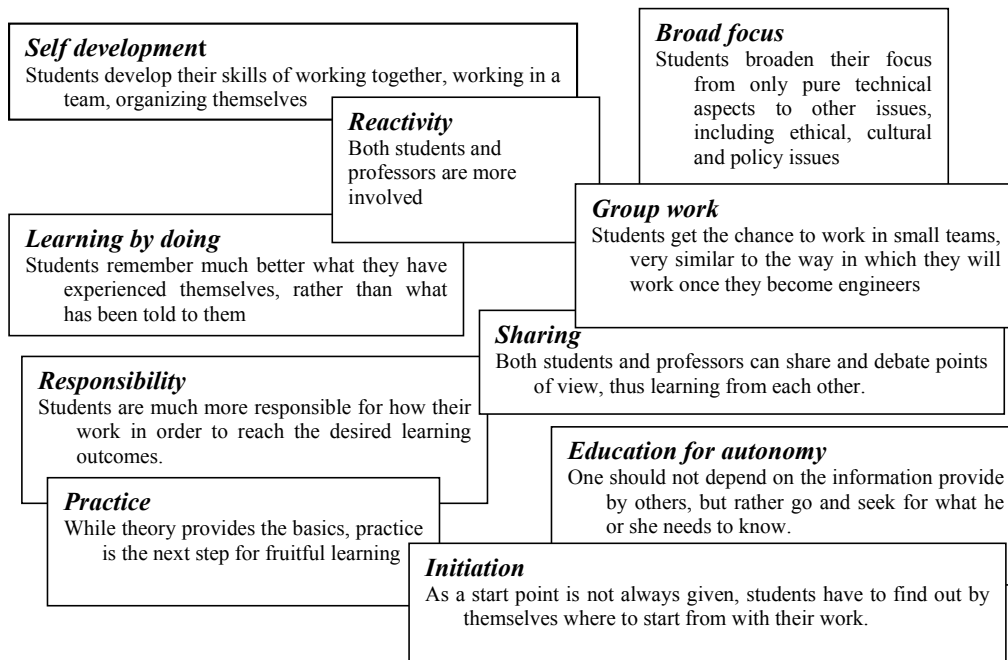 Self development
Students develop their skills of working together, working in a
team, organizing themselves
Broad focus
Students broaden their focus
from only pure technical
aspects to other issues,
including ethical, cultural
and policy issues
Reactivity
Both students and
professors are more
involved
Group work
Students get the chance to work in small teams,
very similar to the way in which they will
work once they become engineers
Learning by doing
Students remember much better what they have
experienced themselves, rather than what
has been told to them
Sharing
Both students and professors can share and debate points
of view, thus learning from each other.
Responsibility
Students are much more responsible for how their
work in order to reach the desired learning
outcomes.
Education for autonomy
One should not depend on the information provide
by others, but rather go and seek for what he
or she needs to know.
Practice
While theory provides the basics, practice
is the next step for fruitful learning
Initiation
As a start point is not always given, students have to find out by
themselves where to start from with their work.